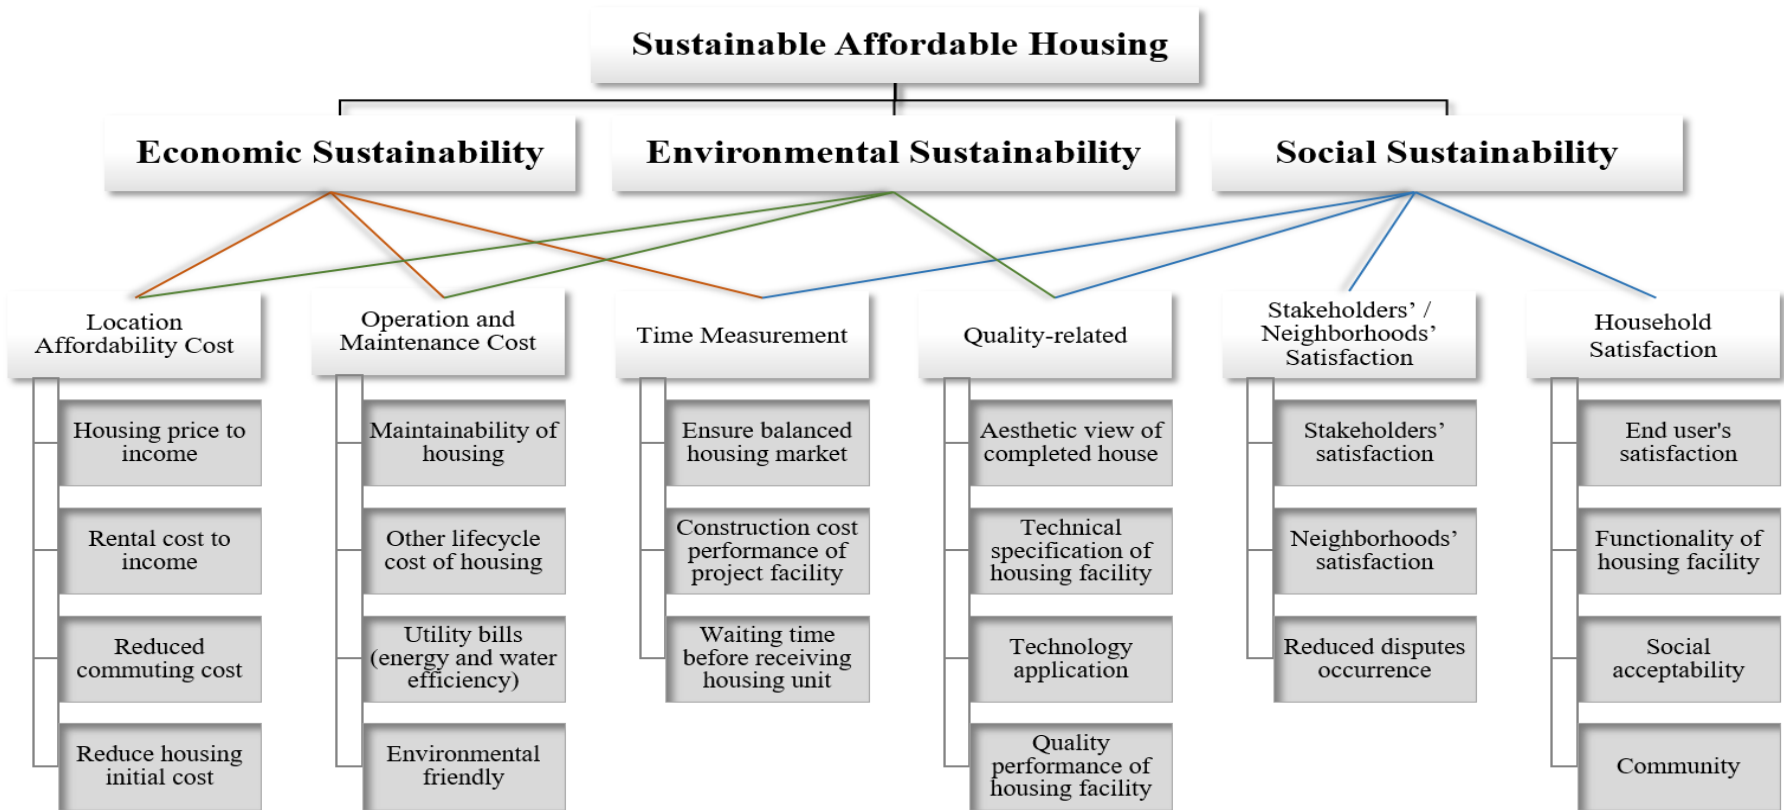 Sustainable Affordable Housing
Economic Sustainability
Environmental Sustainability
Social Sustainability
Location
Affordability Cost
Operation and
Maintenance Cost
Time Measurement
Quality-related
Stakeholders’ /
Neighborhoods’
Satisfaction
Household
Satisfaction
Housing price to
income
Rental cost to
income
Reduced
commuting cost
Reduce housing
initial cost
Maintainability of
housing
Other lifecycle
cost of housing
Utility bills
(energy and water
efficiency)
Environmental
friendly
Ensure balanced
housing market
Construction cost
performance of
project facility
Waiting time
before receiving
housing unit
Aesthetic view of
completed house
Technical
specification of
housing facility
Technology
application
Quality
performance of
housing facility
Stakeholders’
satisfaction
Neighborhoods’
satisfaction
Reduced disputes
occurrence
End user's
satisfaction
Functionality of
housing facility
Social
acceptability
Community